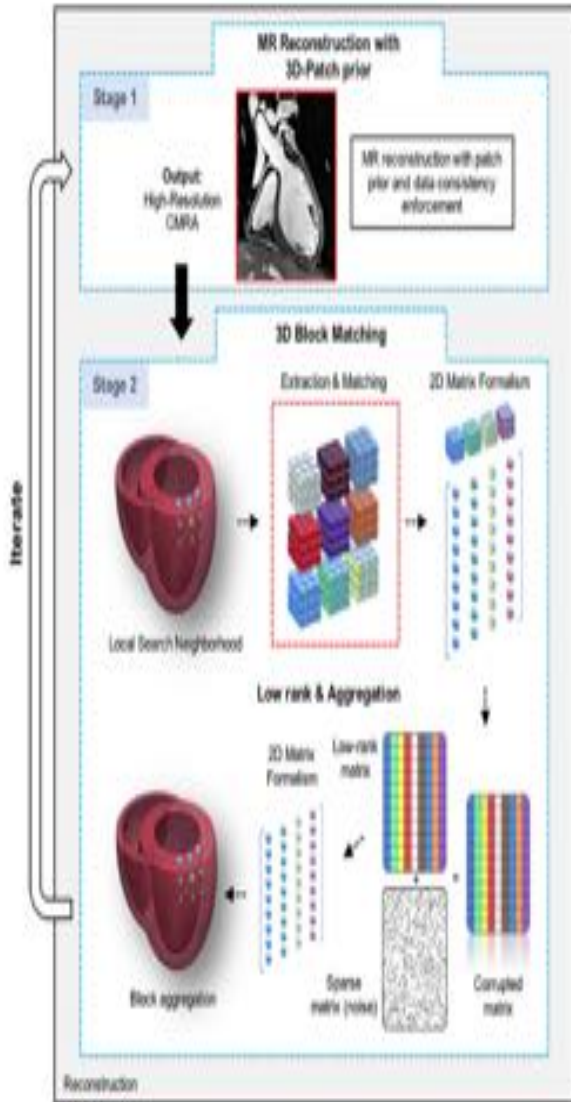 MR Reconstruction with
3D-Patch prior
Stage 1
Output:
High-Resolution
CMRA
MR reconstruction with patch
prior and data consistency
enforcement
3D Block Matching
Stage 2
Extraction & Matching
2D Matrix Formalism
Local Search Neighborhood
Iterate
Low rank & Aggregation
Low-rank
matrix
2D Matrix
Formalism
+
=
Block aggregation
Sparse
matrix (noise)
Corrupted
matrix
Reconstruction